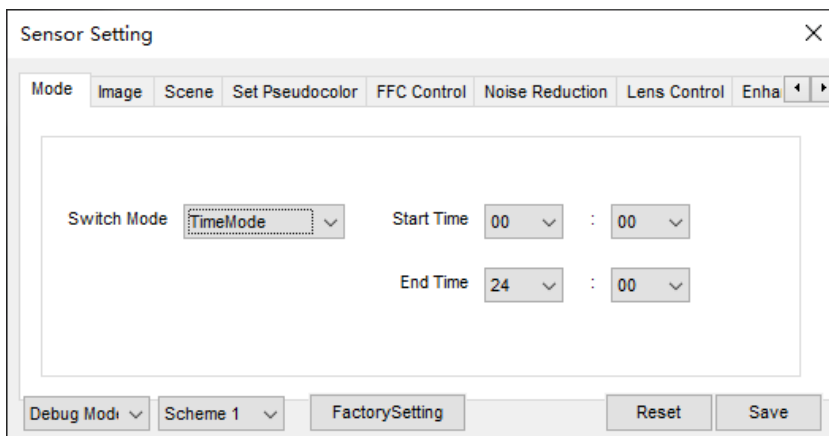 Sensor Setting
Mode Image Scene Set Pseudocolor FFC Control Noise Reduction Lens Control Enha
Switch Mode TimeMode Start Time 00 : 00
End Time 24 : 00
Debug Mod Scheme 1 FactorySetting Reset Save